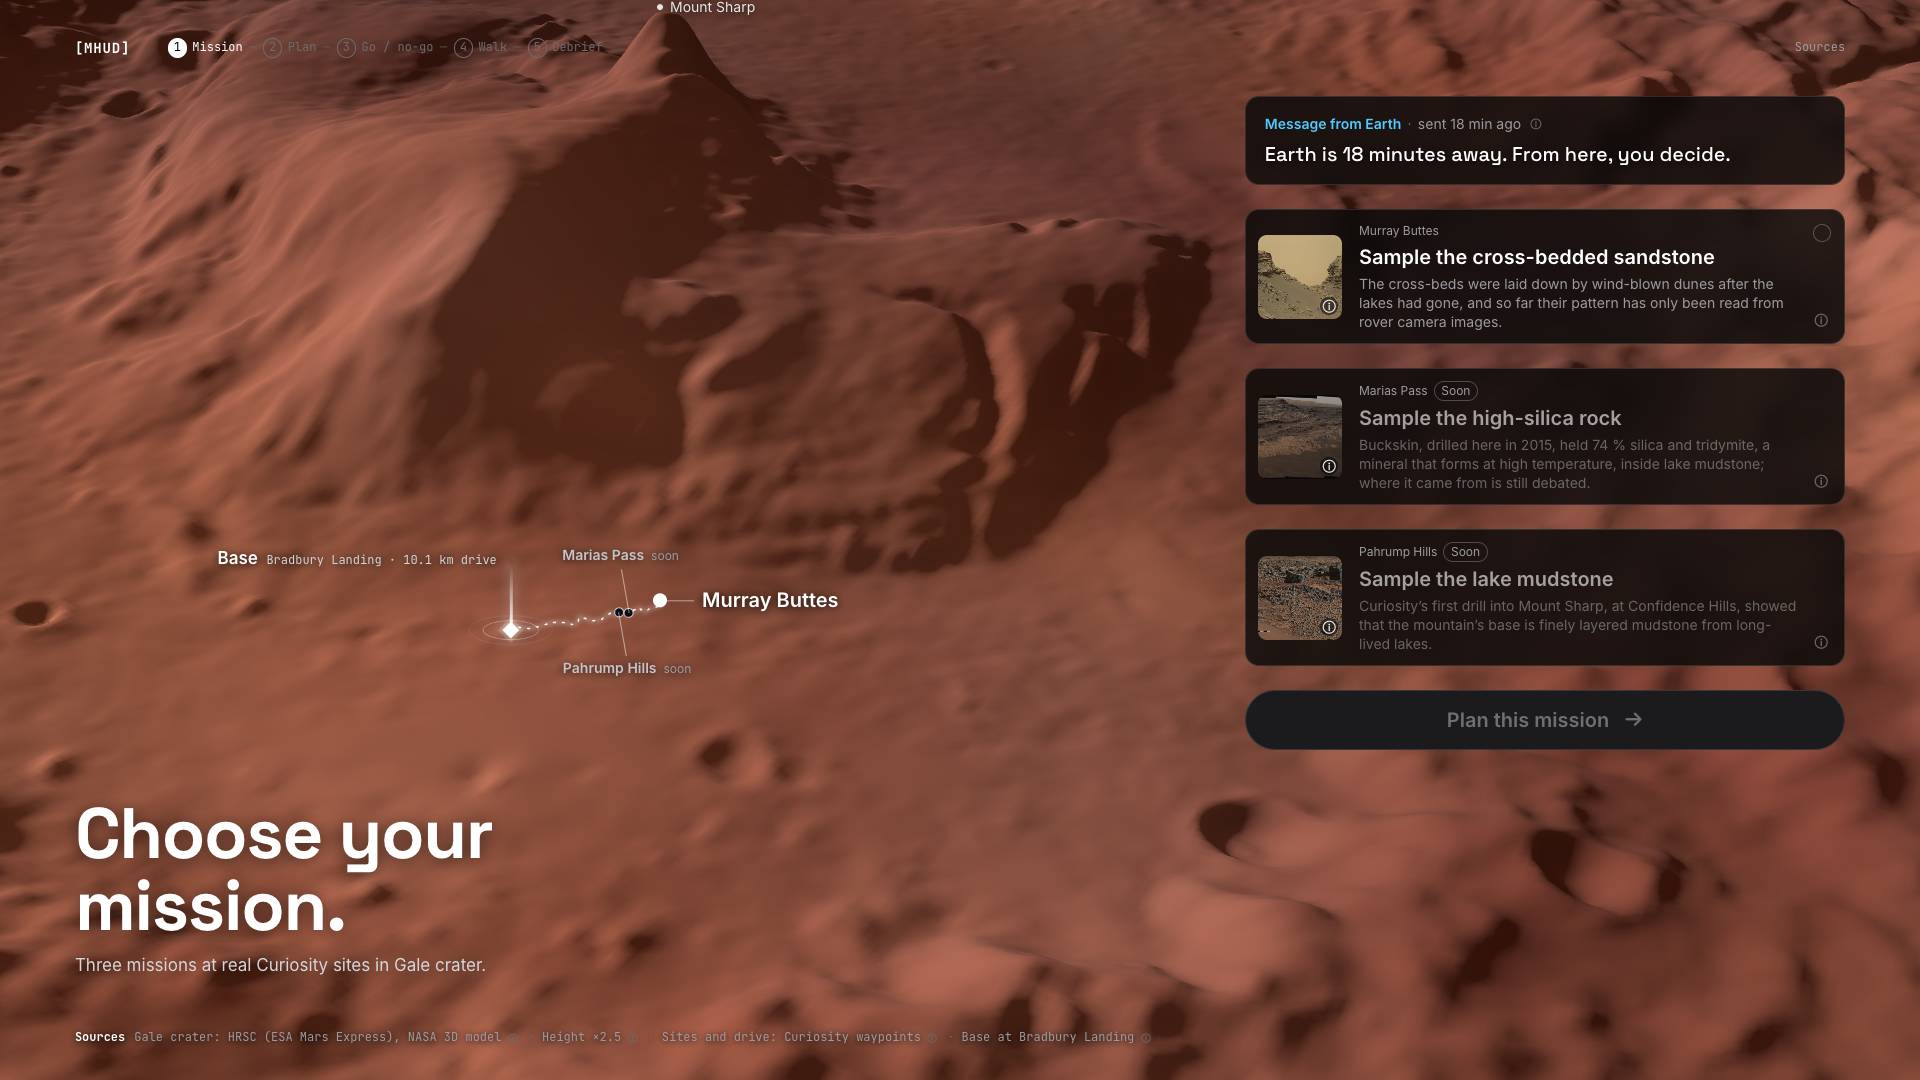 Mount Sharp
[MHUD] 1 Mission — 2 Plan — 3 Go / no-go — 4 Walk — 5 Debrief
Sources
Message from Earth · sent 18 min ago
Earth is 18 minutes away. From here, you decide.
Murray Buttes
Sample the cross-bedded sandstone
The cross-beds were laid down by wind-blown dunes after the
lakes had gone, and so far their pattern has only been read from
rover camera images.
Marias Pass Soon
Sample the high-silica rock
Buckskin, drilled here in 2015, held 74 % silica and tridymite, a
mineral that forms at high temperature, inside lake mudstone;
where it came from is still debated.
Pahrump Hills Soon
Sample the lake mudstone
Curiosity’s first drill into Mount Sharp, at Confidence Hills, showed
that the mountain’s base is finely layered mudstone from long-
lived lakes.
Plan this mission →
Base Bradbury Landing · 10.1 km drive
Marias Pass soon
Murray Buttes
Pahrump Hills soon
Choose your
mission.
Three missions at real Curiosity sites in Gale crater.
Sources Gale crater: HRSC (ESA Mars Express), NASA 3D model · Height ×2.5 · Sites and drive: Curiosity waypoints · Base at Bradbury Landing